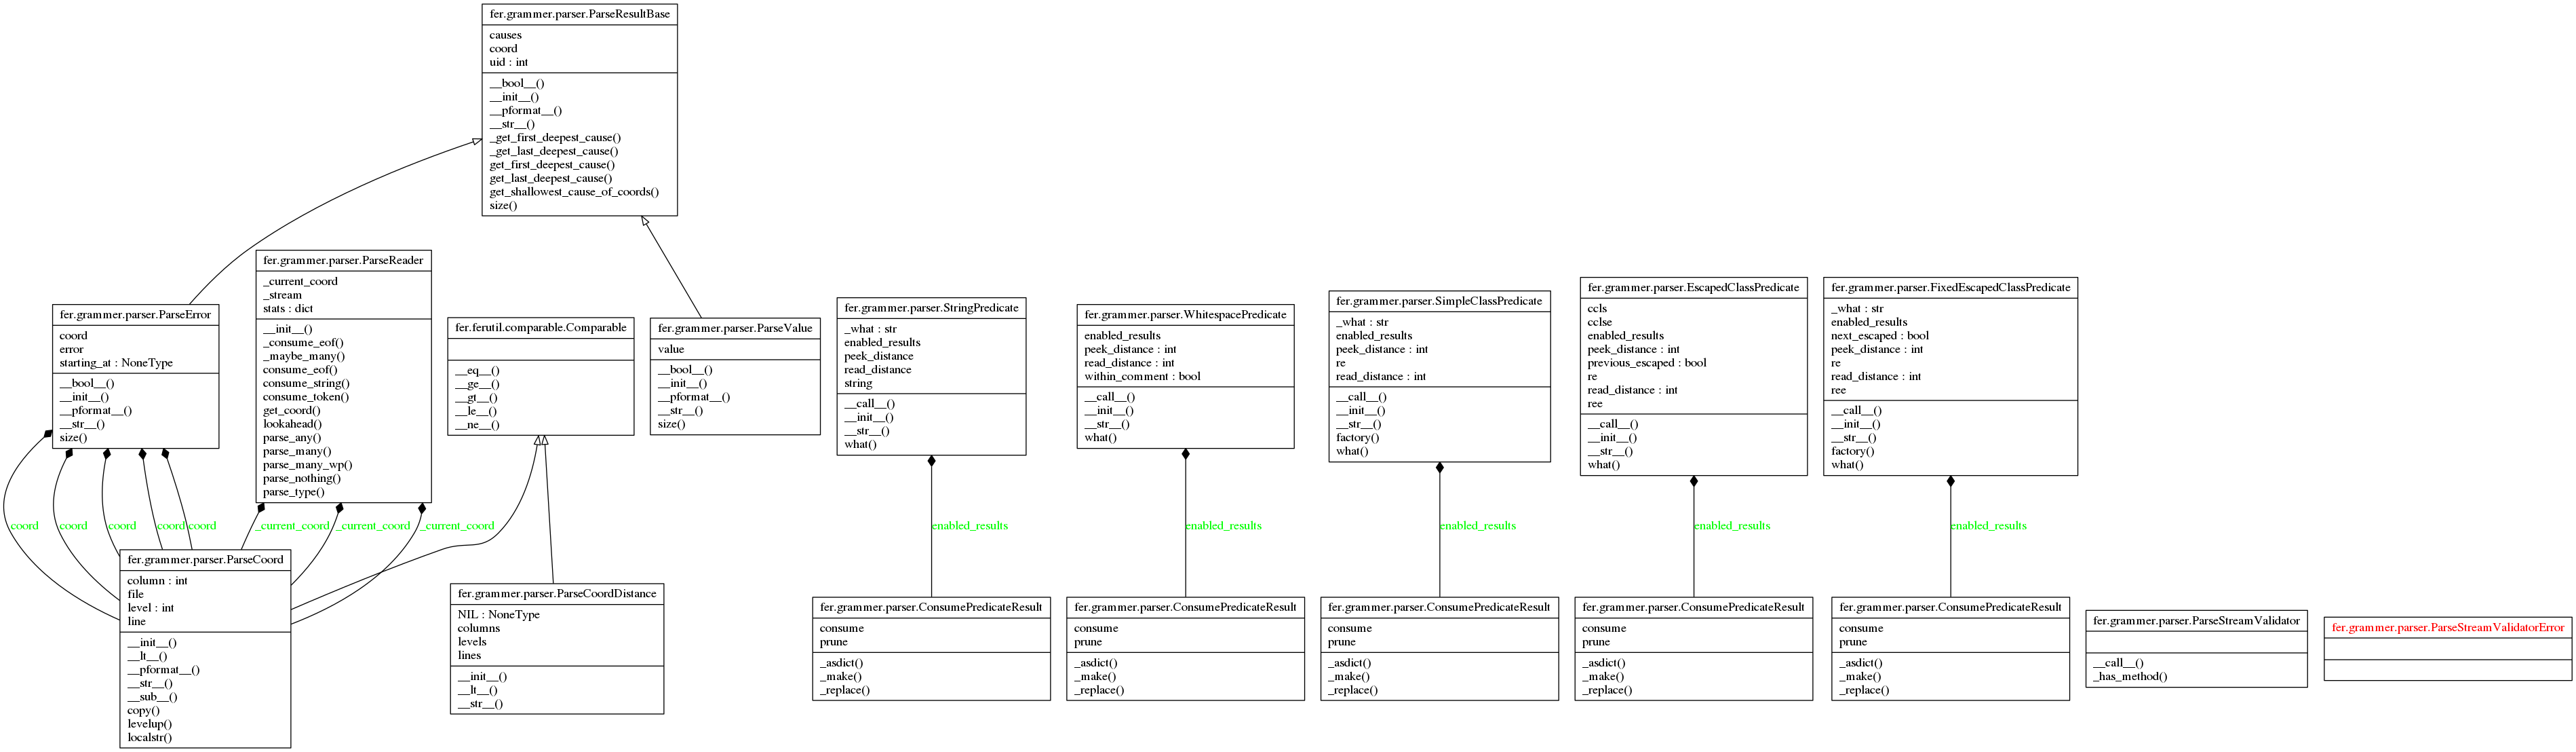 fer.grammer.parser.ParseResultBase
causes
coord
uid : int
__bool__()
__init__()
__pformat__()
__str__()
_get_first_deepest_cause()
_get_last_deepest_cause()
get_first_deepest_cause()
get_last_deepest_cause()
get_shallowest_cause_of_coords()
size()
fer.grammer.parser.ParseError
coord
error
starting_at : NoneType
__bool__()
__init__()
__pformat__()
__str__()
size()
fer.grammer.parser.ParseReader
_current_coord
_stream
stats : dict
__init__()
_consume_eof()
_maybe_many()
consume_eof()
consume_string()
consume_token()
get_coord()
lookahead()
parse_any()
parse_many()
parse_many_wp()
parse_nothing()
parse_type()
fer.ferutil.comparable.Comparable
__eq__()
__ge__()
__gt__()
__le__()
__ne__()
fer.grammer.parser.ParseValue
value
__bool__()
__init__()
__pformat__()
__str__()
size()
fer.grammer.parser.StringPredicate
_what : str
enabled_results
peek_distance
read_distance
string
__call__()
__init__()
__str__()
what()
fer.grammer.parser.WhitespacePredicate
enabled_results
peek_distance : int
read_distance : int
within_comment : bool
__call__()
__init__()
__str__()
what()
fer.grammer.parser.SimpleClassPredicate
_what : str
enabled_results
peek_distance : int
re
read_distance : int
__call__()
__init__()
__str__()
factory()
what()
fer.grammer.parser.EscapedClassPredicate
ccls
cclse
enabled_results
peek_distance : int
previous_escaped : bool
re
read_distance : int
ree
__call__()
__init__()
__str__()
what()
fer.grammer.parser.FixedEscapedClassPredicate
_what : str
enabled_results
next_escaped : bool
peek_distance : int
re
read_distance : int
ree
__call__()
__init__()
__str__()
factory()
what()
coord
coord
coord
coord
coord
_current_coord
_current_coord
_current_coord
enabled_results
enabled_results
enabled_results
enabled_results
enabled_results
fer.grammer.parser.ParseCoord
column : int
file
level : int
line
__init__()
__lt__()
__pformat__()
__str__()
__sub__()
copy()
levelup()
localstr()
fer.grammer.parser.ParseCoordDistance
NIL : NoneType
columns
levels
lines
__init__()
__lt__()
__str__()
fer.grammer.parser.ConsumePredicateResult
consume
prune
_asdict()
_make()
_replace()
fer.grammer.parser.ConsumePredicateResult
consume
prune
_asdict()
_make()
_replace()
fer.grammer.parser.ConsumePredicateResult
consume
prune
_asdict()
_make()
_replace()
fer.grammer.parser.ConsumePredicateResult
consume
prune
_asdict()
_make()
_replace()
fer.grammer.parser.ConsumePredicateResult
consume
prune
_asdict()
_make()
_replace()
fer.grammer.parser.ParseStreamValidator
__call__()
_has_method()
fer.grammer.parser.ParseStreamValidatorError